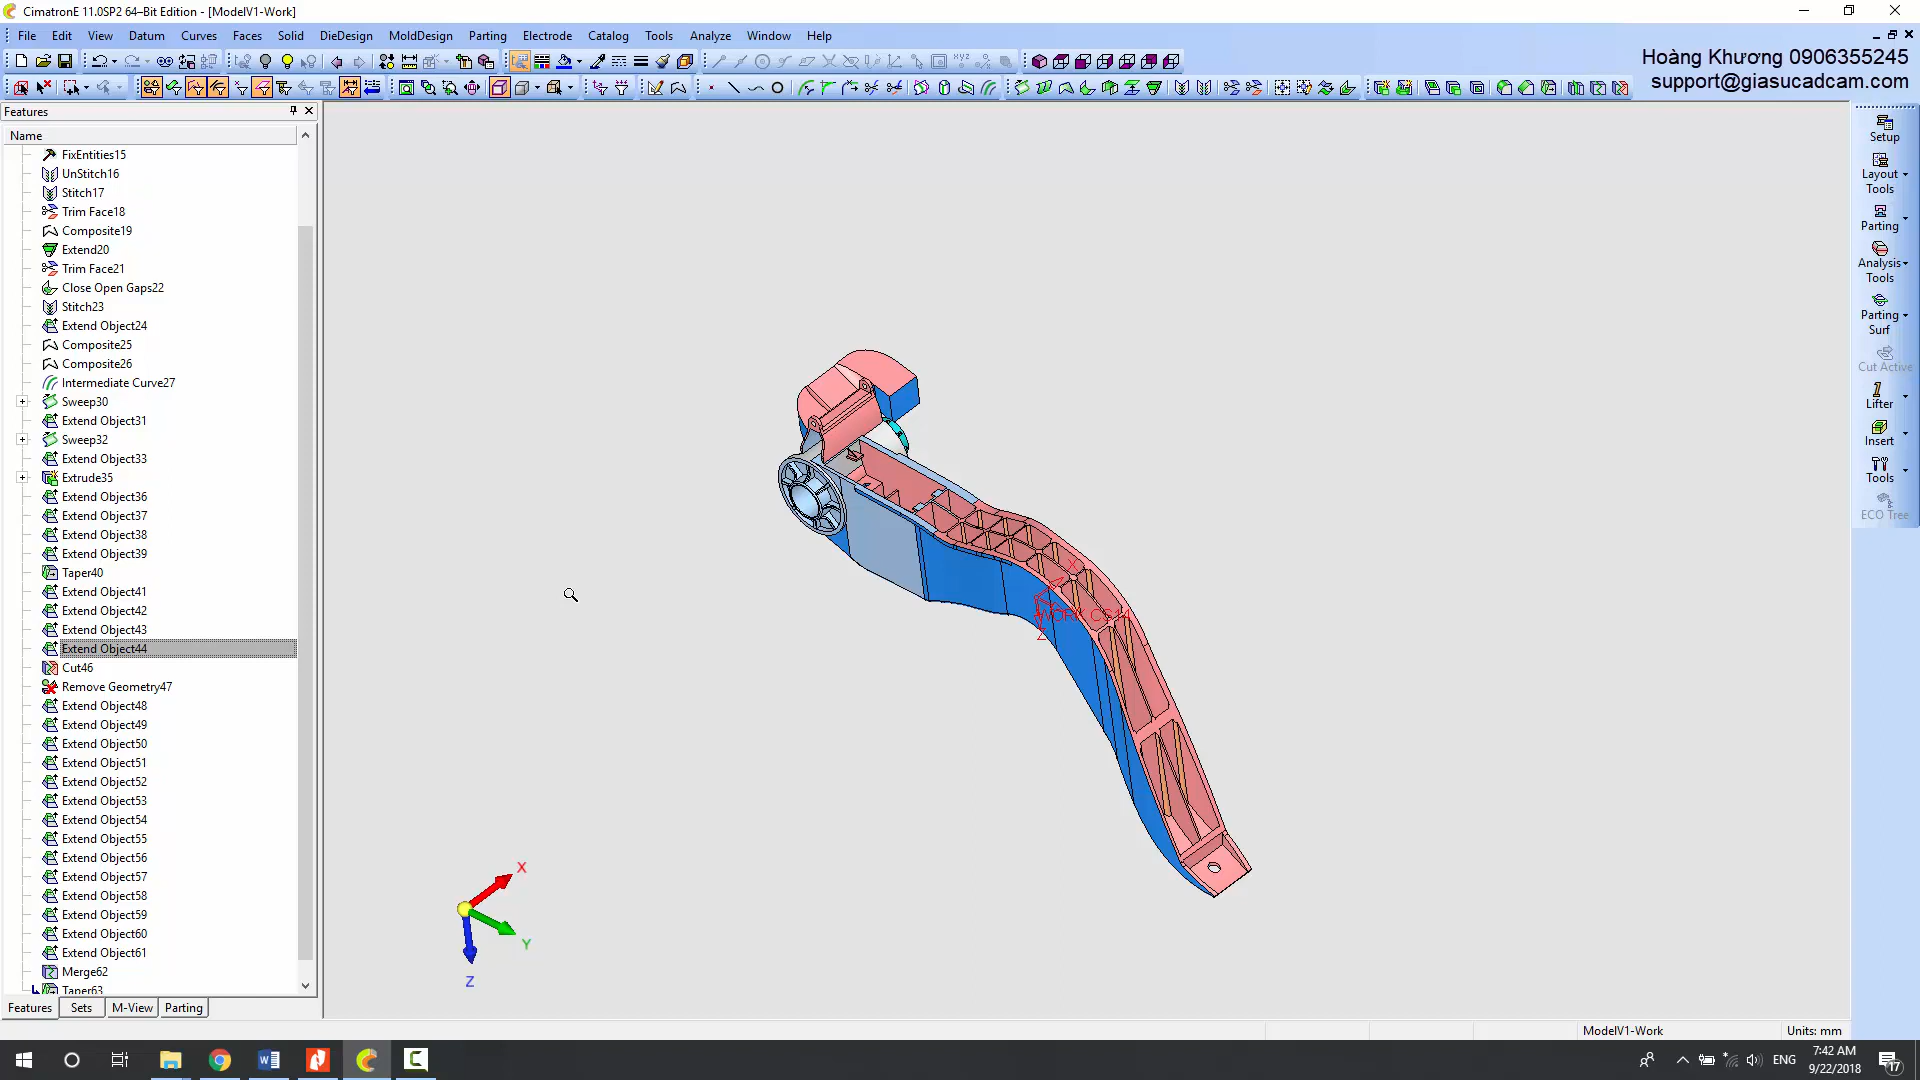 CimatronE 11.0SP2 64–Bit Edition - [ModelV1-Work]
File Edit View Datum Curves Faces Solid DieDesign MoldDesign Parting Electrode Catalog Tools Analyze Window Help
Hoàng Khương 0906355245
support@giasucadcam.com
Features
Name
FixEntities15
UnStitch16
Stitch17
Trim Face18
Composite19
Extend20
Trim Face21
Close Open Gaps22
Stitch23
Extend Object24
Composite25
Composite26
Intermediate Curve27
Sweep30
Extend Object31
Sweep32
Extend Object33
Extrude35
Extend Object36
Extend Object37
Extend Object38
Extend Object39
Taper40
Extend Object41
Extend Object42
Extend Object43
Extend Object44
Cut46
Remove Geometry47
Extend Object48
Extend Object49
Extend Object50
Extend Object51
Extend Object52
Extend Object53
Extend Object54
Extend Object55
Extend Object56
Extend Object57
Extend Object58
Extend Object59
Extend Object60
Extend Object61
Merge62
Taper63
Features Sets M-View Parting
X
WORK CS14
Z
X
Y
Z
Setup
Layout
Tools
Parting
Analysis
Tools
Parting
Surf
Cut Active
Lifter
Insert
Tools
ECO Tree
ModelV1-Work Units: mm
ENG
7:42 AM
9/22/2018
17